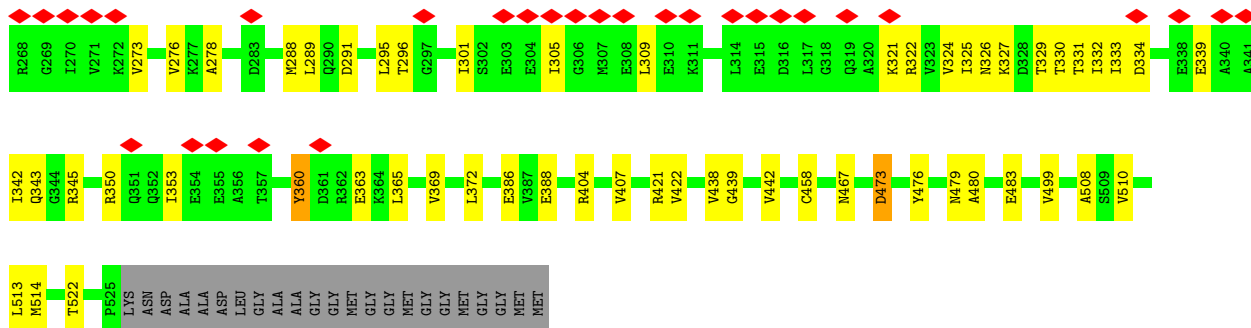 R268 G269 I270 V271 K272 V273 V276 K277 A278 D283 M288 L289 Q290 D291 L295 T296 G297 I301 S302 E303 E304 I305 G306 M307 E308 L309 E310 K311 L314 E315 D316 L317 G318 Q319 A320 K321 R322 V323 V324 I325 N326 K327 D328 T329 T330 T331 I332 I333 D334 E338 E339 A340 A341
I342 Q343 G344 R345 R350 Q351 Q352 I353 E354 E355 A356 T357 Y360 D361 R362 E363 K364 L365 V369 L372 E386 V387 E388 R404 V407 R421 V422 V438 G439 V442 C458 N467 D473 Y476 N479 A480 E483 V499 A508 S509 V510
L513 M514 T522 P525 LYS ASN ASP ALA ALA ASP LEU GLY ALA ALA GLY GLY MET GLY GLY MET GLY GLY MET GLY GLY MET MET